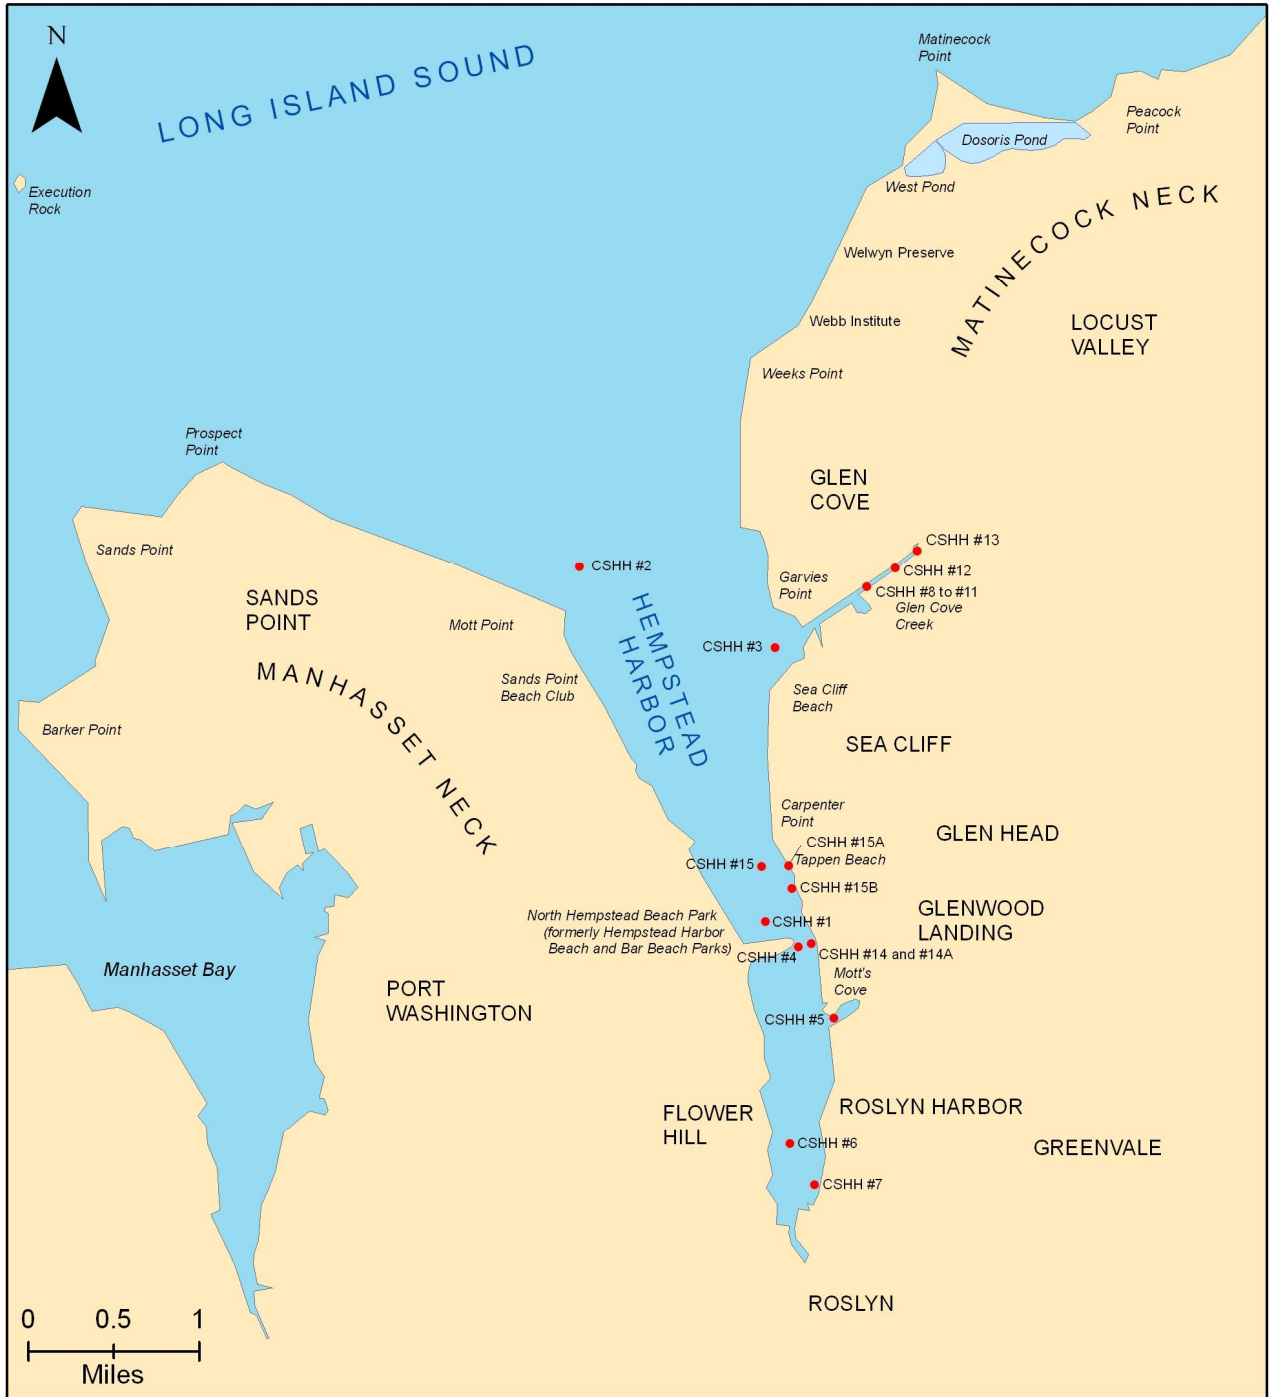 N
LONG ISLAND SOUND
Matinecock
Point
Peacock
Point
Dosoris Pond
Execution
Rock
West Pond
MATINECOCK NECK
Welwyn Preserve
Webb Institute
LOCUST
VALLEY
Weeks Point
Prospect
Point
GLEN
COVE
Sands Point
CSHH #13
CSHH #2
CSHH #12
Garvies
Point
CSHH #8 to #11
Glen Cove
Creek
SANDS
POINT
Mott Point
HEMPSTEAD
HARBOR
CSHH #3
MANHASSET NECK
Sands Point
Beach Club
Sea Cliff
Beach
Barker Point
SEA CLIFF
Carpenter
Point
GLEN HEAD
CSHH #15A
Tappen Beach
CSHH #15
CSHH #15B
North Hempstead Beach Park
(formerly Hempstead Harbor
Beach and Bar Beach Parks)
CSHH #1
GLENWOOD
LANDING
CSHH #4
CSHH #14 and #14A
Manhasset Bay
Mott's
Cove
PORT
WASHINGTON
CSHH #5
FLOWER
HILL
ROSLYN HARBOR
CSHH #6
GREENVALE
CSHH #7
ROSLYN
0 0.5 1
Miles